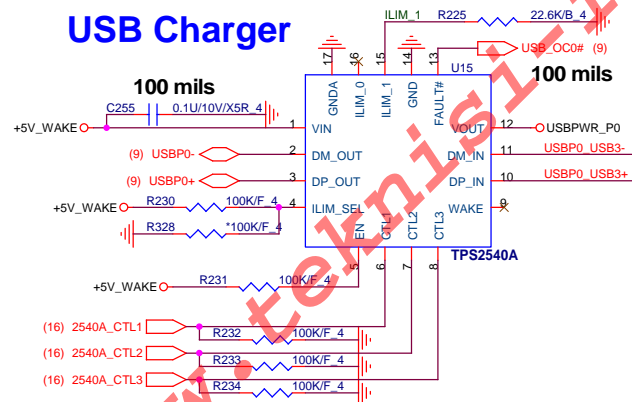 USB Charger
ILIM_1 R225 22.6K/B_4
USB_OC0# (9)
17 16 15 14 13
U15
100 mils 100 mils
C255 0.1U/10V/X5R_4
GNDA ILIM_0 ILIM_1 GND FAULT#
+5V_WAKE 1 VIN VOUT 12 USBPWR_P0
(9) USBP0- 2 DM_OUT DM_IN 11 USBP0_USB3-
(9) USBP0+ 3 DP_OUT DP_IN 10 USBP0_USB3+
+5V_WAKE R230 100K/F_4 4 ILIM_SEL WAKE 9
R328 *100K/F_4
EN CTL1 CTL2 CTL3
TPS2540A
5 6 7 8
+5V_WAKE R231 100K/F_4
(16) 2540A_CTL1
R232 100K/F_4
(16) 2540A_CTL2
R233 100K/F_4
(16) 2540A_CTL3
R234 100K/F_4
w.teknisi-i